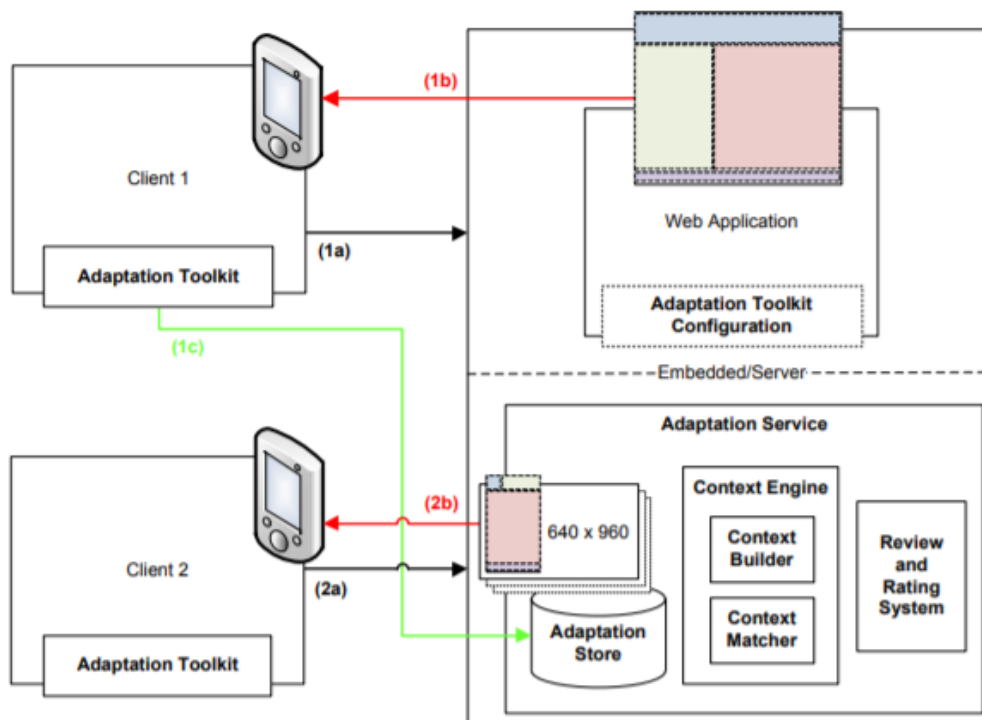 (1b)
Client 1
(1a)
Adaptation Toolkit
(1c)
Web Application
Adaptation Toolkit
Configuration
Embedded/Server
Adaptation Service
(2b)
640 x 960
Client 2
(2a)
Adaptation Toolkit
Adaptation
Store
Context Engine
Context
Builder
Context
Matcher
Review
and
Rating
System